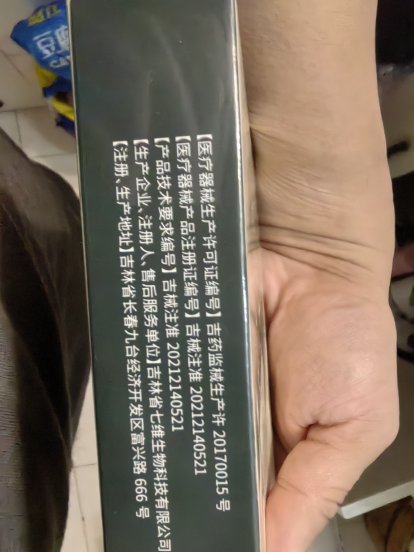 【医疗器械生产许可证编号】吉药监械生产许 20170015 号
【医疗器械产品注册证编号】吉械注准 20212140521
【产品技术要求编号】吉械注准 20212140521
【生产企业、注册人、售后服务单位】吉林省七维生物科技有限公司
【注册、生产地址】吉林省长春九台经济开发区富兴路 666 号